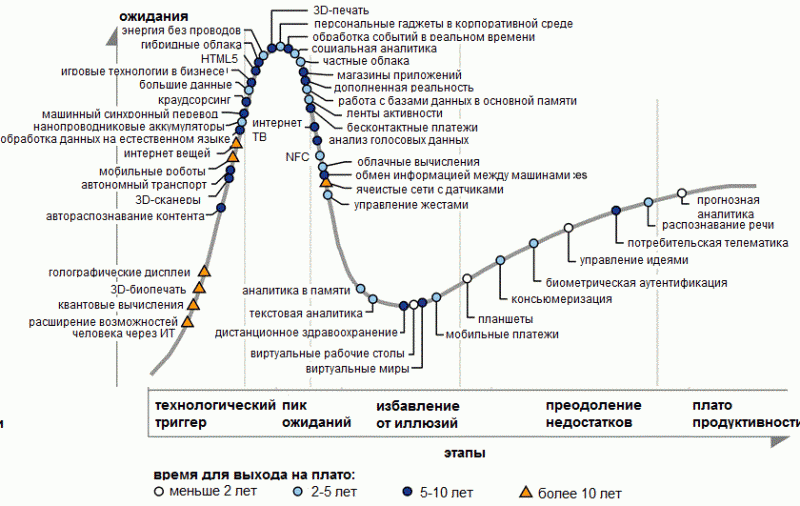 ожидания
3D-печать
энергия без проводов
персональные гаджеты в корпоративной среде
гибридные облака
обработка событий в реальном времени
HTML5
социальная аналитика
игровые технологии в бизнесе
частные облака
большие данные
магазины приложений
краудсорсинг
дополненная реальность
машинный синхронный перевод
работа с базами данных в основной памяти
нанопроводниковые аккумуляторы
ленты активности
обработка данных на естественном языке
интернет
ТВ
бесконтактные платежи
интернет вещей
анализ голосовых данных
мобильные роботы
NFC
облачные вычисления
автономный транспорт
обмен информацией между машинами
3D-сканеры
ячеистые сети с датчиками
автораспознавание контента
управление жестами
прогнозная
аналитика
распознавание речи
потребительская телематика
управление идеями
голографические дисплеи
биометрическая аутентификация
3D-биопечать
аналитика в памяти
консьюмеризация
квантовые вычисления
текстовая аналитика
планшеты
расширение возможностей
человека через ИТ
дистанционное здравоохранение
мобильные платежи
виртуальные рабочие столы
виртуальные миры
технологический
триггер
пик
ожиданий
избавление
от иллюзий
преодоление
недостатков
плато
продуктивности
этапы
время для выхода на плато:
меньше 2 лет
2-5 лет
5-10 лет
более 10 лет